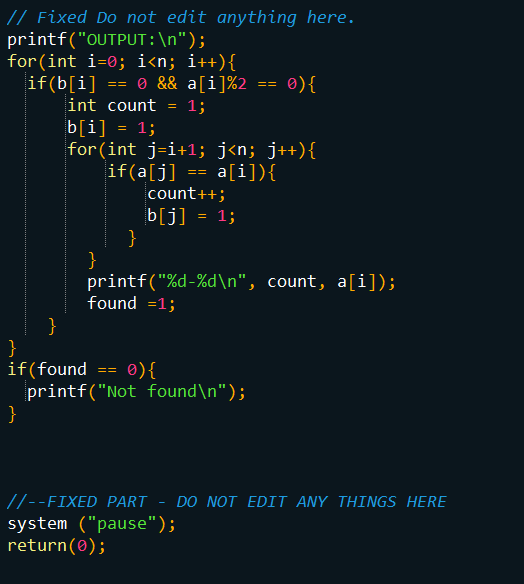 // Fixed Do not edit anything here.
printf("OUTPUT:\n");
for(int i=0; i<n; i++){
if(b[i] == 0 && a[i]%2 == 0){
int count = 1;
b[i] = 1;
for(int j=i+1; j<n; j++){
if(a[j] == a[i]){
count++;
b[j] = 1;
}
}
printf("%d-%d\n", count, a[i]);
found =1;
}
}
if(found == 0){
printf("Not found\n");
}
//--FIXED PART - DO NOT EDIT ANY THINGS HERE
system ("pause");
return(0);